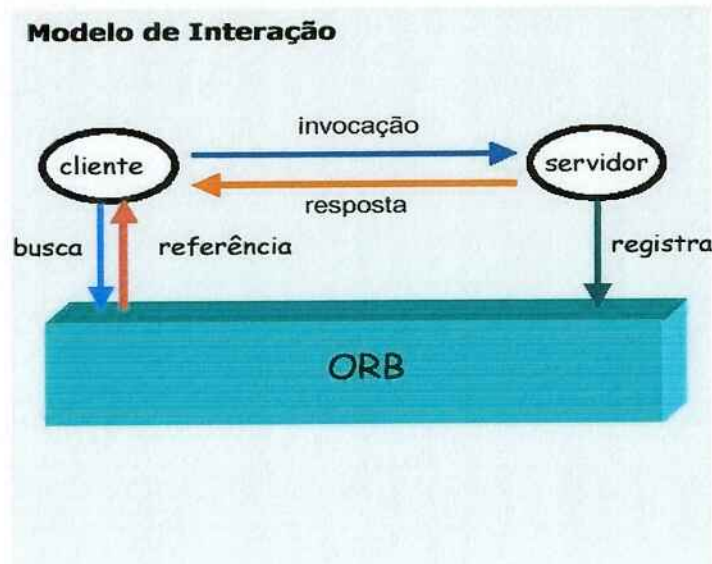 Modelo de Interação
invocação
cliente
servidor
resposta
busca
referência
registra
ORB